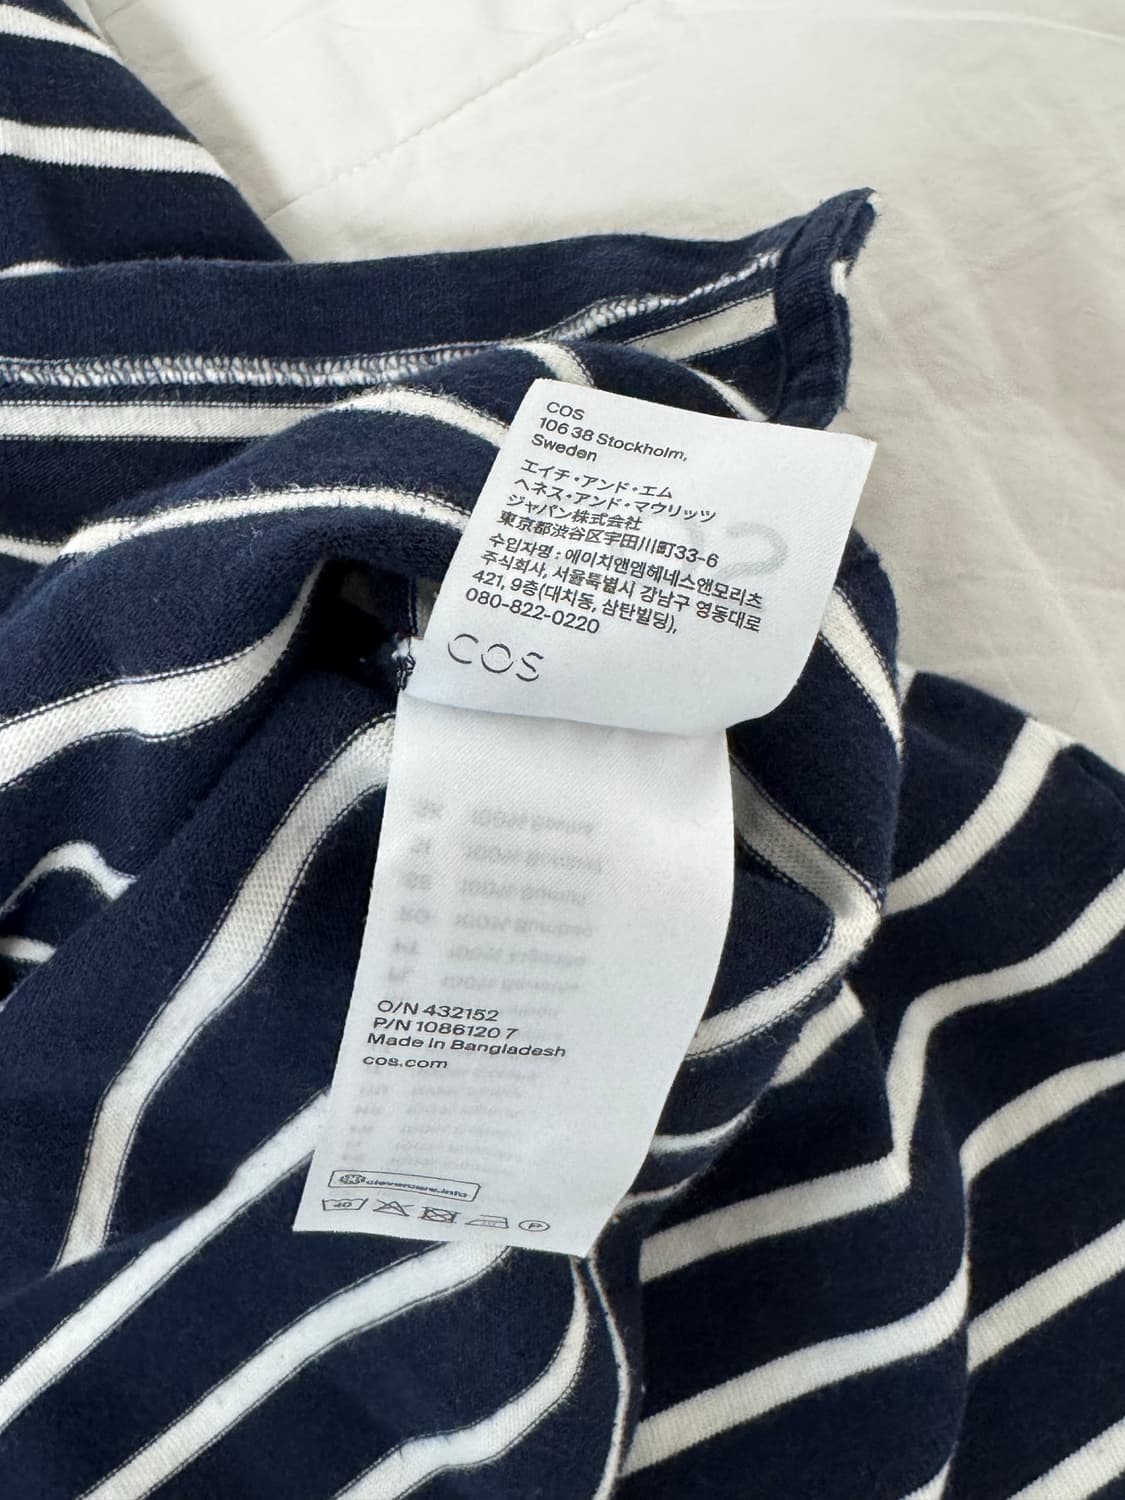 COS
106 38 Stockholm,
Sweden
エイチ・アンド・エム
ヘネス・アンド・マウリッツ
ジャパン株式会社
東京都渋谷区宇田川町33-6
수입자명 : 에이치앤엠헤네스앤모리츠
주식회사, 서울특별시 강남구 영동대로
421, 9층(대치동, 삼탄빌딩),
080-822-0220
COS
O/N 432152
P/N 1086120 7
Made in Bangladesh
cos.com
clevercare.info
40
P